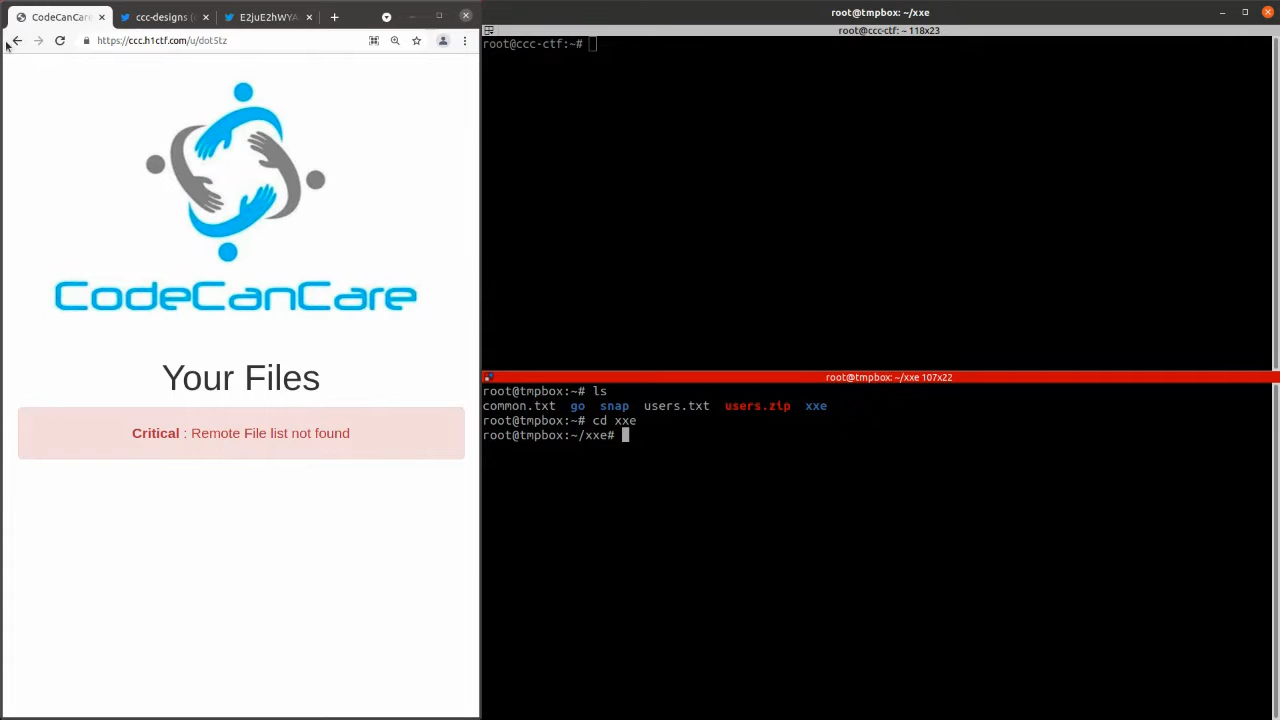 CodeCanCare
ccc-designs (
E2juE2hWYA
https://ccc.h1ctf.com/u/dot5tz
CodeCanCare
Your Files
Critical : Remote File list not found
root@tmpbox: ~/xxe
root@ccc-ctf: ~ 118x23
root@ccc-ctf:~#
root@tmpbox: ~/xxe 107x22
root@tmpbox:~# ls
common.txt go snap users.txt users.zip xxe
root@tmpbox:~# cd xxe
root@tmpbox:~/xxe#